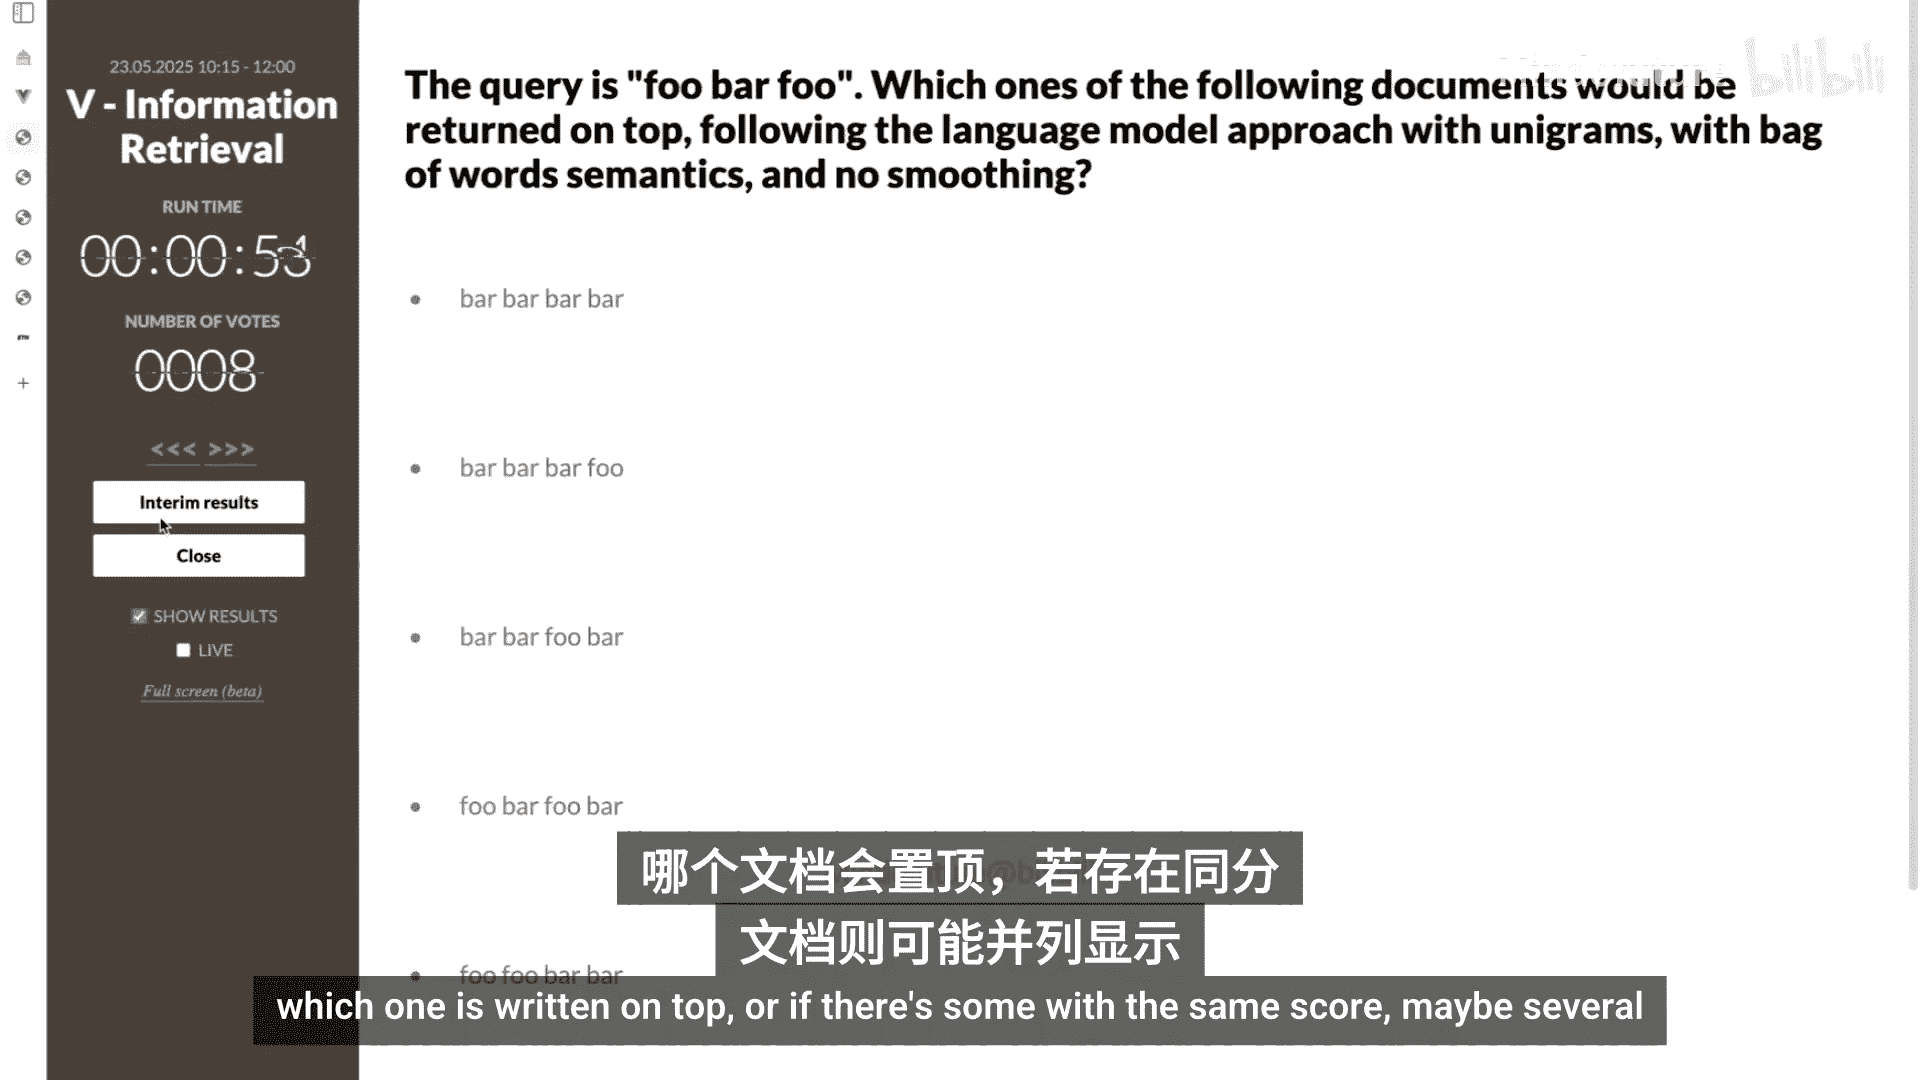 23.05.2025 10:15 - 12:00
V - Information
Retrieval
RUN TIME
00:00:5
NUMBER OF VOTES
0008
<<< >>>
Interim results
Close
SHOW RESULTS
LIVE
Full screen (beta)
The query is "foo bar foo". Which ones of the following documents would be
returned on top, following the language model approach with unigrams, with bag
of words semantics, and no smoothing?
bar bar bar bar
bar bar bar foo
bar bar foo bar
foo bar foo bar
foo foo bar bar
哪个文档会置顶，若存在同分
文档则可能并列显示
which one is written on top, or if there's some with the same score, maybe several
bilibili